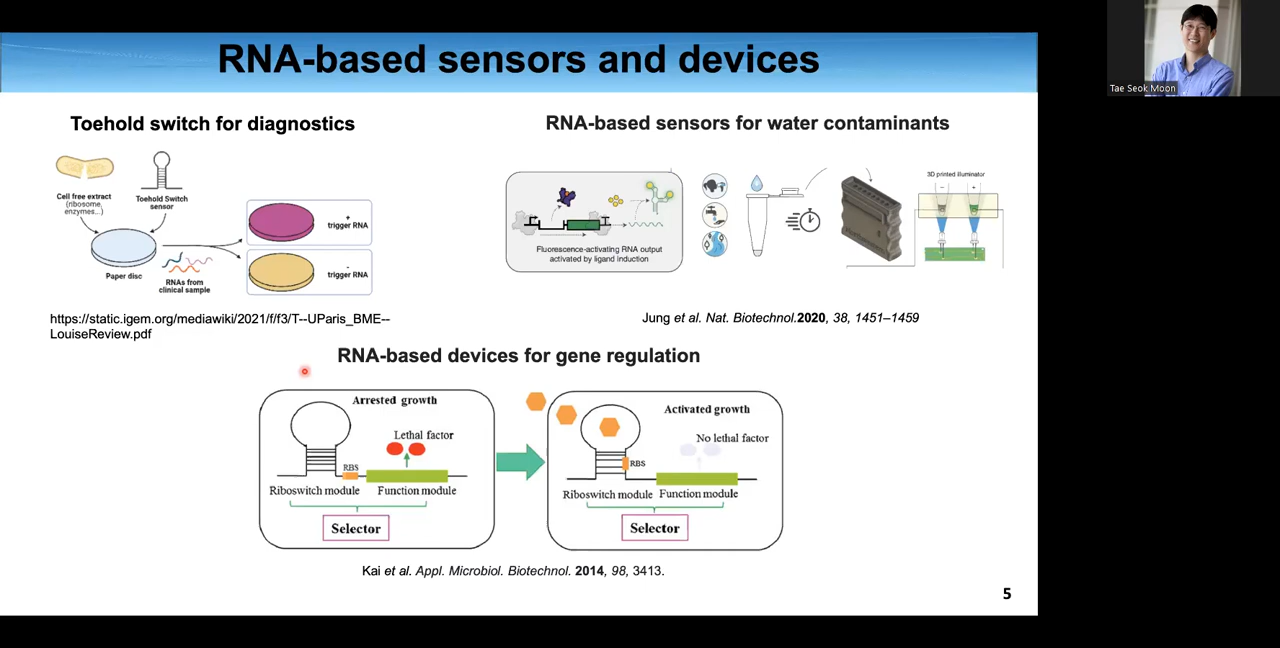 RNA-based sensors and devices
Tae Seok Moon
Toehold switch for diagnostics
Cell free extract
(ribosome,
enzymes...)
Toehold Switch
sensor
Paper disc
RNAs from
clinical sample
+
trigger RNA
-
trigger RNA
https://static.igem.org/mediawiki/2021/f/f3/T--UParis_BME--
LouiseReview.pdf
RNA-based sensors for water contaminants
Fluorescence-activating RNA output
activated by ligand induction
3D printed illuminator
− +
Jung et al. Nat. Biotechnol.2020, 38, 1451–1459
RNA-based devices for gene regulation
Arrested growth
Lethal factor
RBS
Riboswitch module
Function module
Selector
Activated growth
No lethal factor
RBS
Riboswitch module
Function module
Selector
Kai et al. Appl. Microbiol. Biotechnol. 2014, 98, 3413.
5